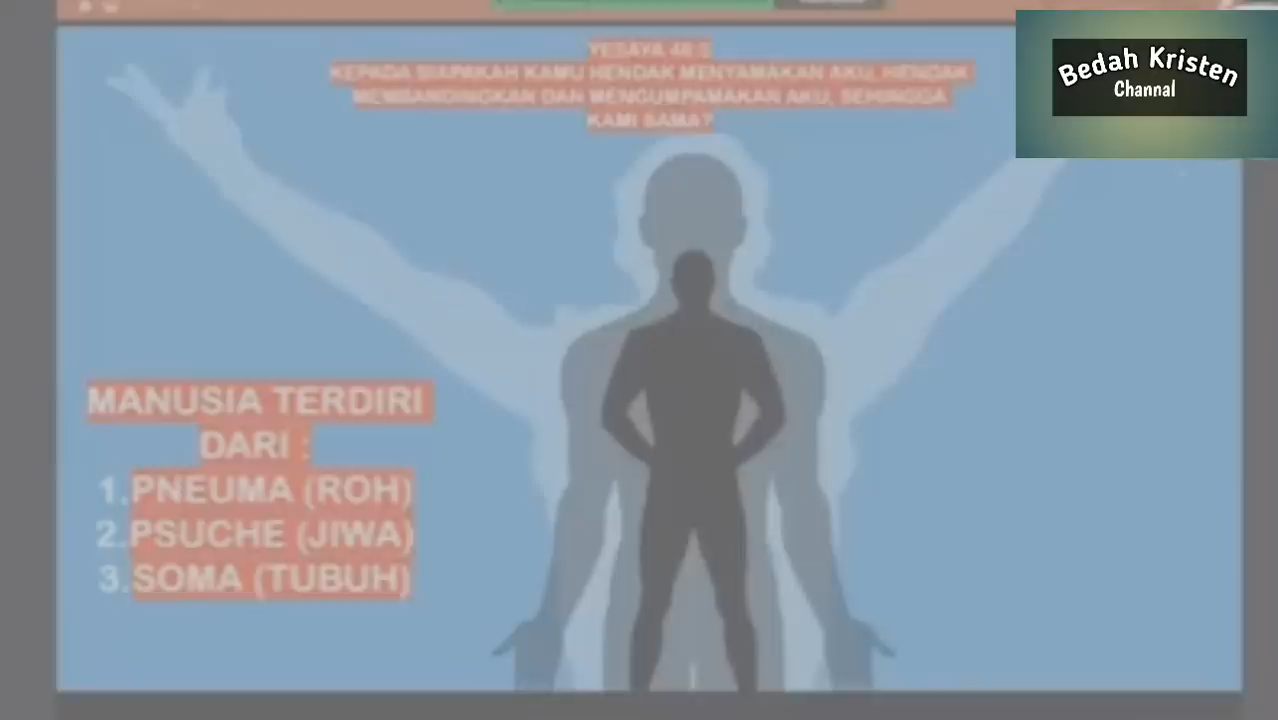 YESAYA 46:5
KEPADA SIAPAKAH KAMU HENDAK MENYAMAKAN AKU, HENDAK
MEMBANDINGKAN DAN MENGUMPAMAKAN AKU, SEHINGGA
KAMI SAMA?
Bedah Kristen
Channal
MANUSIA TERDIRI
DARI :
1.PNEUMA (ROH)
2.PSUCHE (JIWA)
3.SOMA (TUBUH)